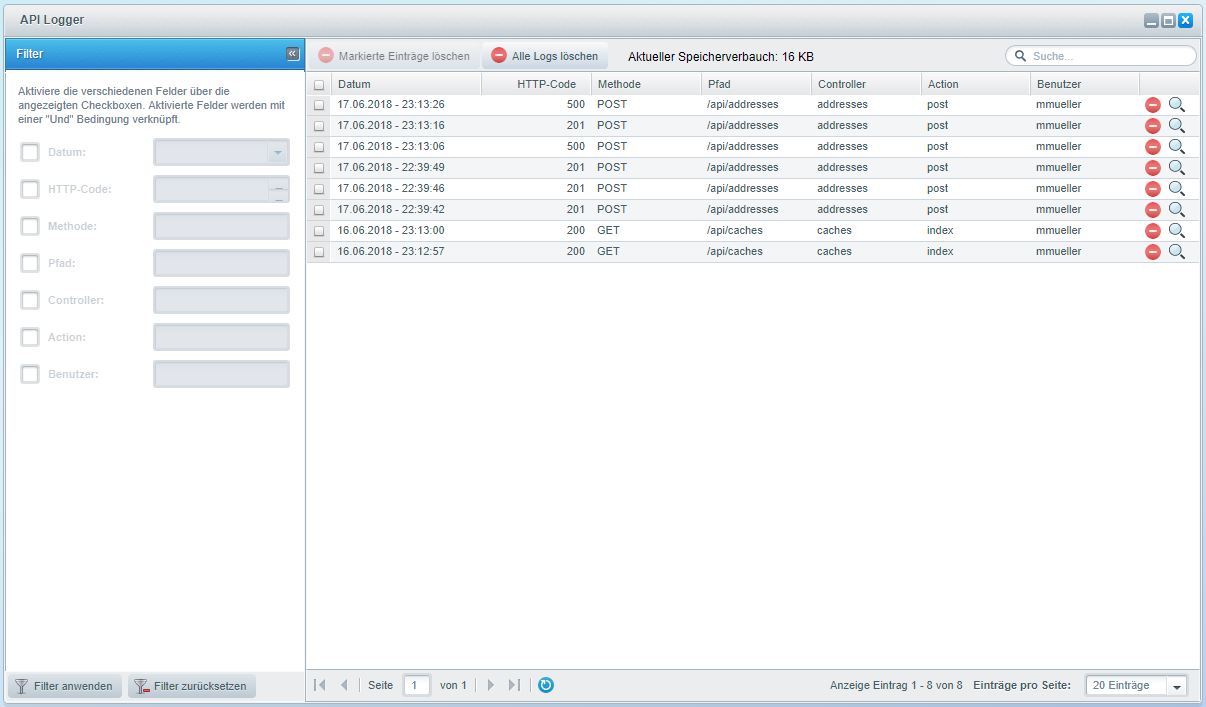 API Logger
Filter
Aktiviere die verschiedenen Felder über die
angezeigten Checkboxen. Aktivierte Felder werden mit
einer "Und" Bedingung verknüpft.
Datum:
HTTP-Code:
Methode:
Pfad:
Controller:
Action:
Benutzer:
Filter anwenden Filter zurücksetzen
Markierte Einträge löschen Alle Logs löschen Aktueller Speicherverbauch: 16 KB Suche...
Datum HTTP-Code Methode Pfad Controller Action Benutzer
17.06.2018 - 23:13:26 500 POST /api/addresses addresses post mmueller
17.06.2018 - 23:13:16 201 POST /api/addresses addresses post mmueller
17.06.2018 - 23:13:06 500 POST /api/addresses addresses post mmueller
17.06.2018 - 22:39:49 201 POST /api/addresses addresses post mmueller
17.06.2018 - 22:39:46 201 POST /api/addresses addresses post mmueller
17.06.2018 - 22:39:42 201 POST /api/addresses addresses post mmueller
16.06.2018 - 23:13:00 200 GET /api/caches caches index mmueller
16.06.2018 - 23:12:57 200 GET /api/caches caches index mmueller
Seite 1 von 1 Anzeige Eintrag 1 - 8 von 8 Einträge pro Seite: 20 Einträge